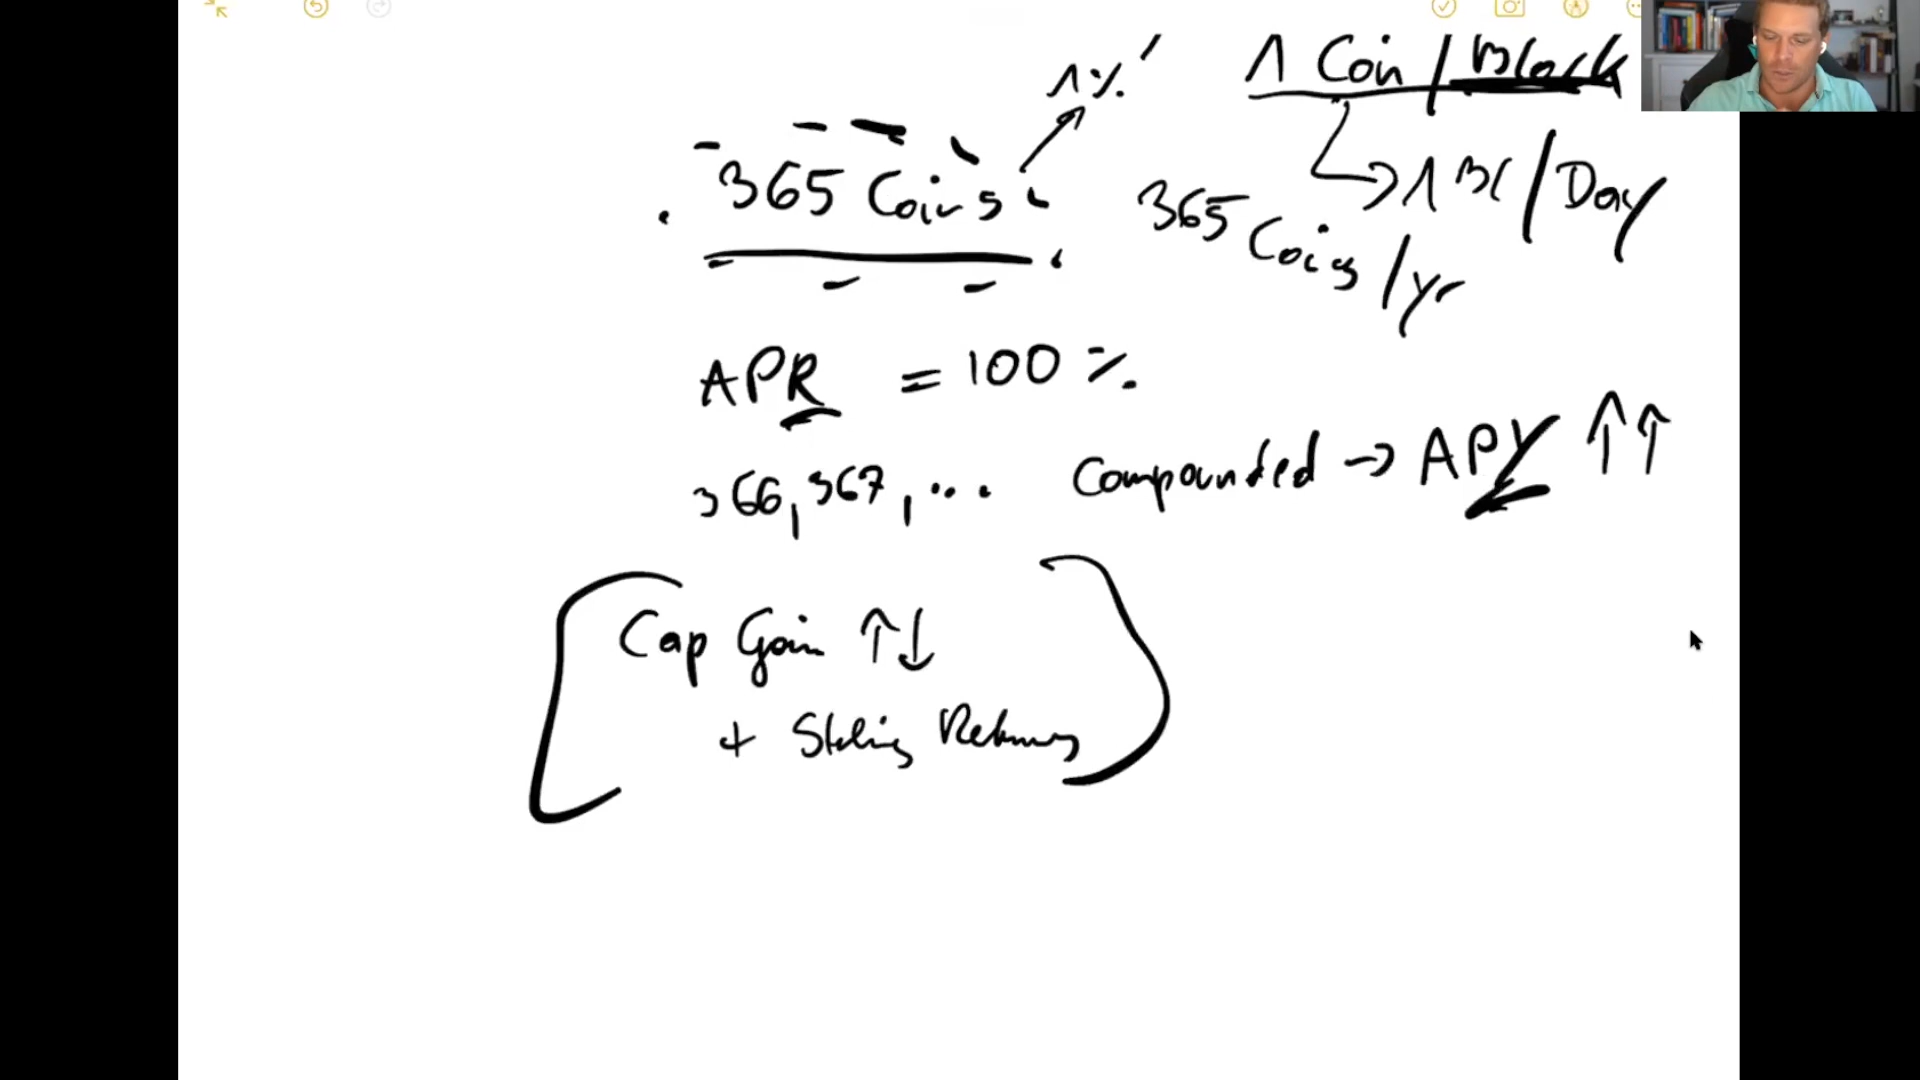 1%
1 Coin / Block
365 Coins
1 BC / Day
365 Coins / yr
APR = 100 %
366, 367, ... Compounded → APY ↑↑
Cap Gain ↑↓
+ Staking Returns